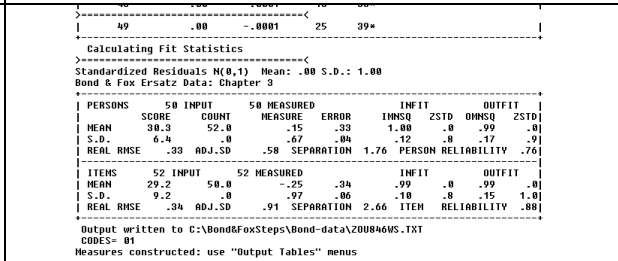 | 49 .00 -.0001 25 39* |
+----------------------------------------------------------------------------+
Calculating Fit Statistics
>=============================<
Standardized Residuals N(0,1) Mean: .00 S.D.: 1.00
Bond & Fox Ersatz Data: Chapter 3
+----------------------------------------------------------------------------+
| PERSONS 50 INPUT 50 MEASURED INFIT OUTFIT |
| SCORE COUNT MEASURE ERROR IMNSQ ZSTD OMNSQ ZSTD|
| MEAN 30.3 52.0 .15 .33 1.00 .0 .99 .0|
| S.D. 6.4 .0 .67 .04 .12 .8 .17 .9|
| REAL RMSE .33 ADJ.SD .58 SEPARATION 1.76 PERSON RELIABILITY .76|
|----------------------------------------------------------------------------|
| ITEMS 52 INPUT 52 MEASURED INFIT OUTFIT |
| MEAN 29.2 50.0 -.25 .34 .99 .0 .99 .0|
| S.D. 9.2 .0 .97 .06 .10 .8 .15 1.0|
| REAL RMSE .34 ADJ.SD .91 SEPARATION 2.66 ITEM RELIABILITY .88|
+----------------------------------------------------------------------------+
Output written to C:\Bond&FoxSteps\Bond-data\ZOU846WS.TXT
CODES= 01
Measures constructed: use "Output Tables" menus